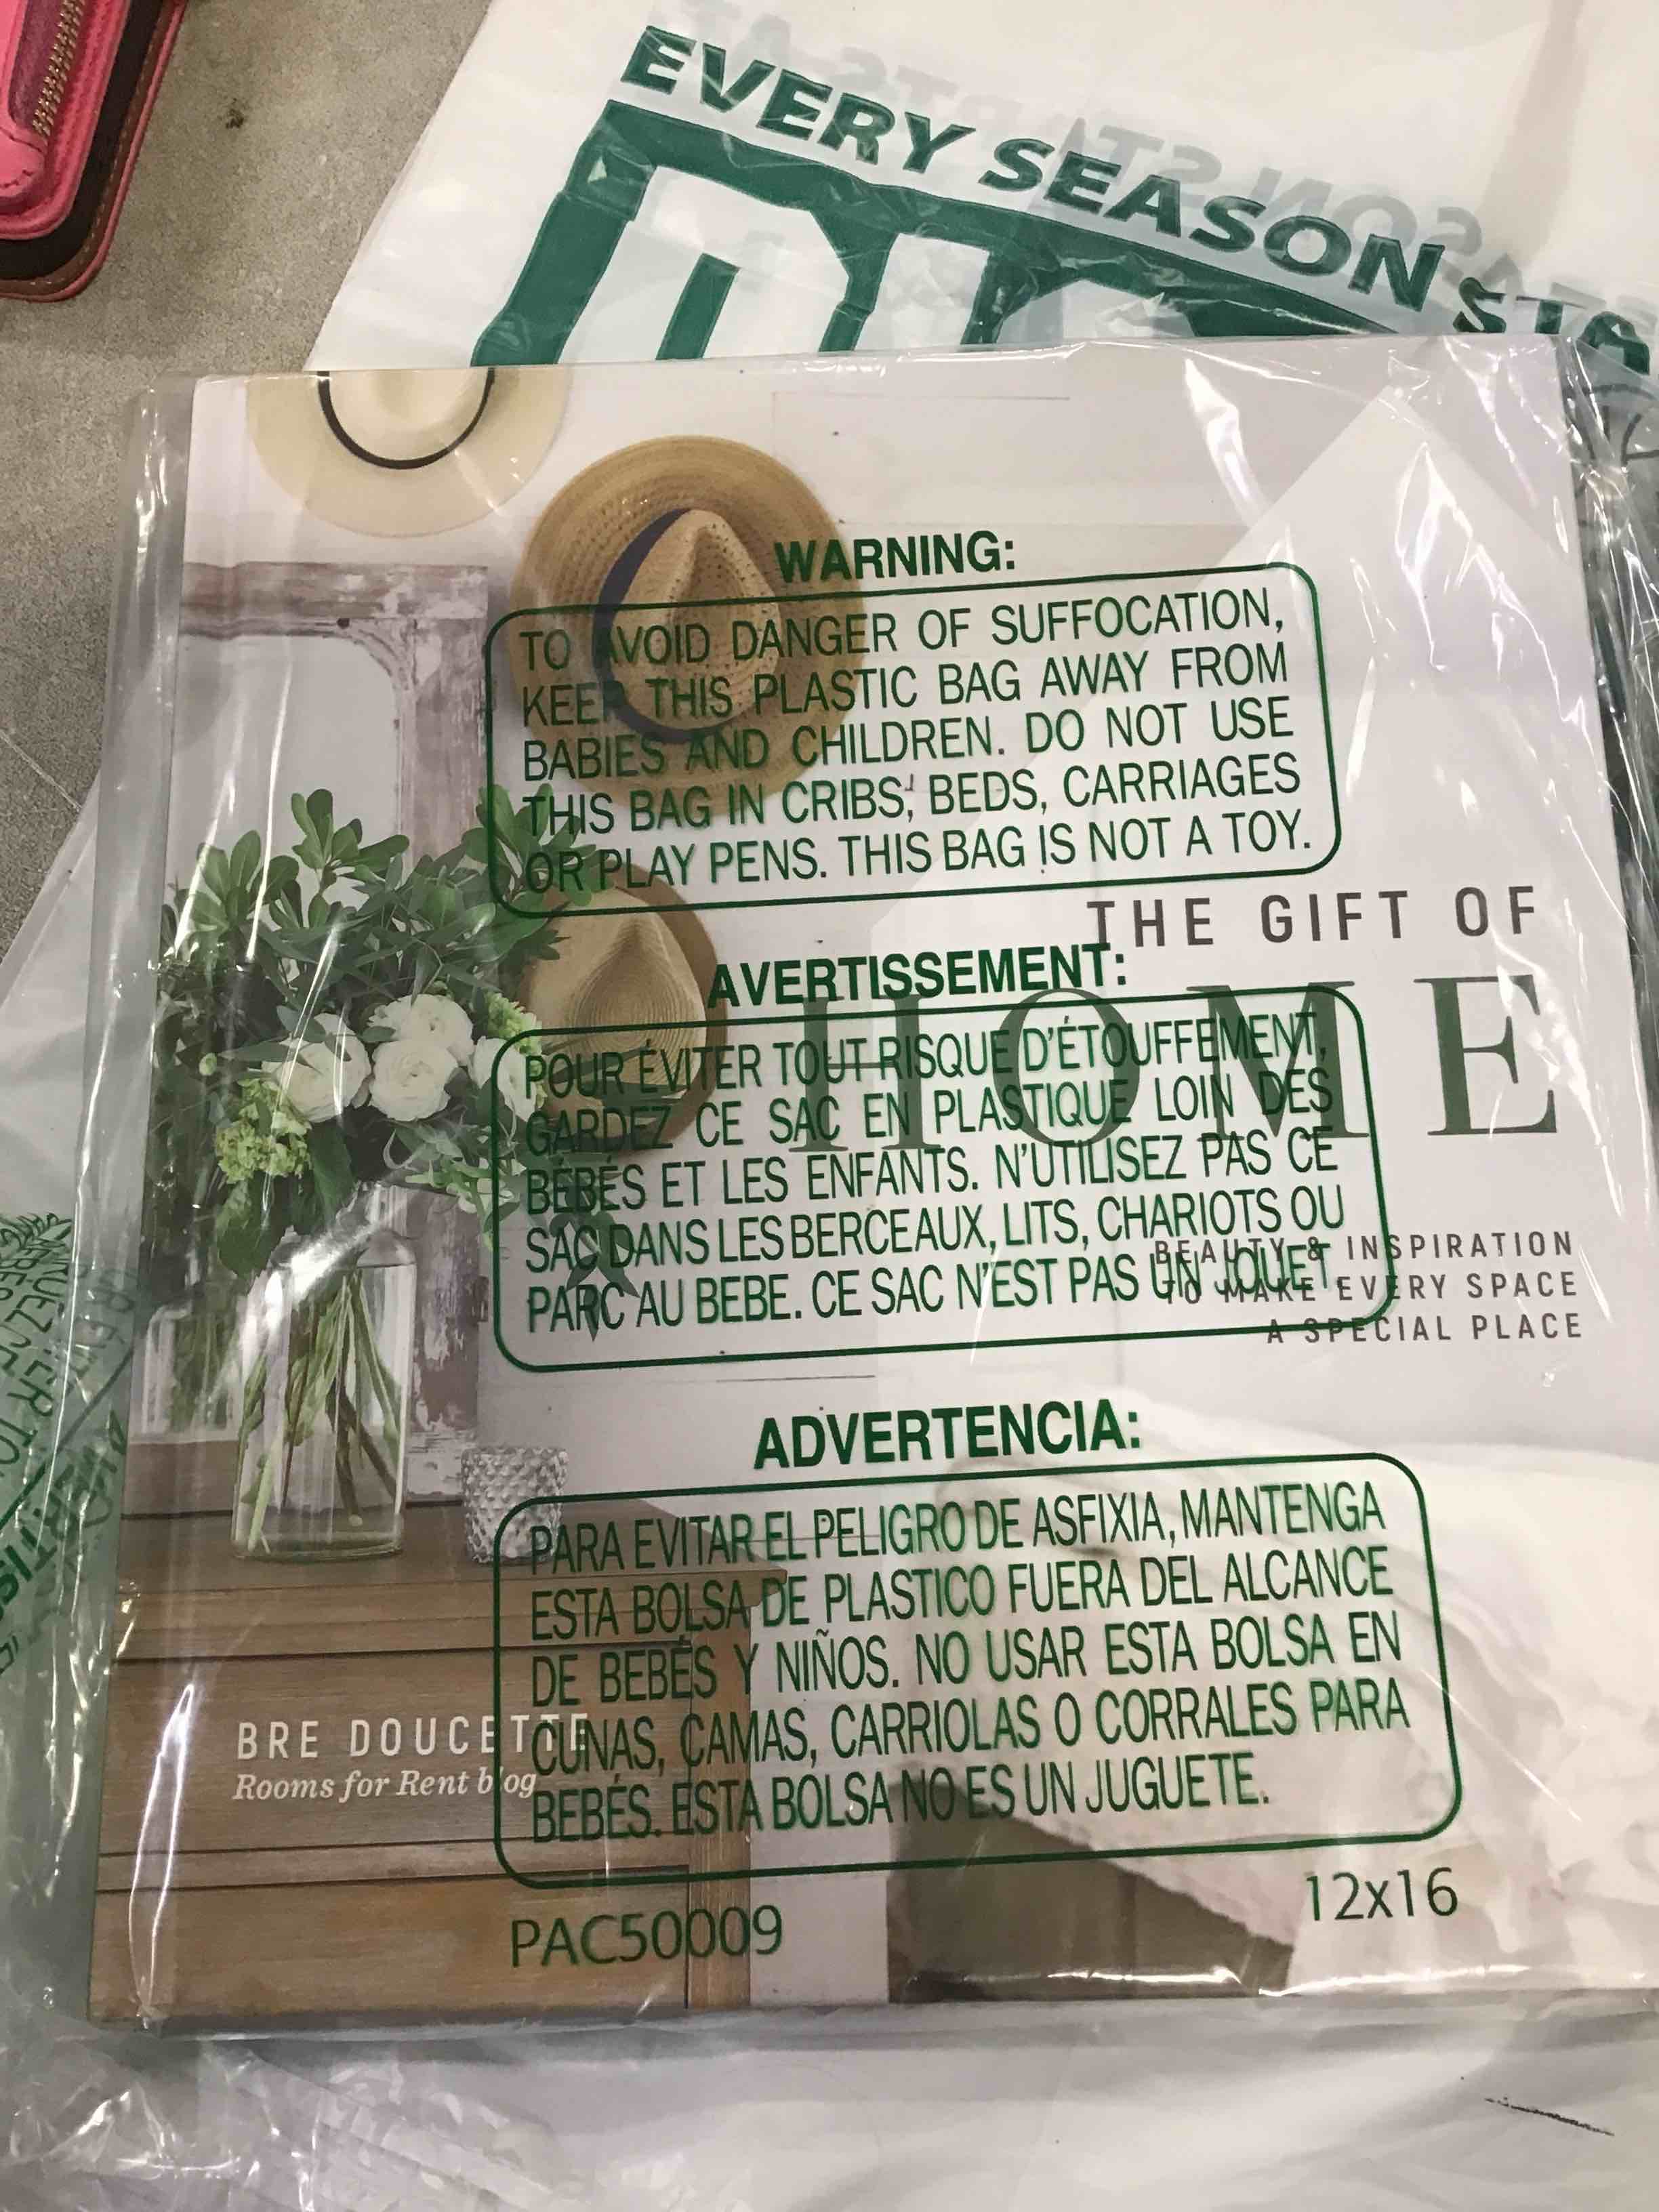 EVERY SEASON
WARNING:
TO AVOID DANGER OF SUFFOCATION,
KEEP THIS PLASTIC BAG AWAY FROM
BABIES AND CHILDREN. DO NOT USE
THIS BAG IN CRIBS, BEDS, CARRIAGES
OR PLAY PENS. THIS BAG IS NOT A TOY.
THE GIFT OF
HOME
AVERTISSEMENT:
POUR ÉVITER TOUT RISQUE D'ÉTOUFFEMENT,
GARDEZ CE SAC EN PLASTIQUE LOIN DES
BÉBÉS ET LES ENFANTS. N'UTILISEZ PAS CE
SAC DANS LES BERCEAUX, LITS, CHARIOTS OU
PARC AU BEBE. CE SAC N'EST PAS UN JOUET.
BEAUTY & INSPIRATION
TO MAKE EVERY SPACE
A SPECIAL PLACE
ADVERTENCIA:
PARA EVITAR EL PELIGRO DE ASFIXIA, MANTENGA
ESTA BOLSA DE PLASTICO FUERA DEL ALCANCE
DE BEBÉS Y NIÑOS. NO USAR ESTA BOLSA EN
CUNAS, CAMAS, CARRIOLAS O CORRALES PARA
BEBÉS. ESTA BOLSA NO ES UN JUGUETE.
BRE DOUCETTE
Rooms for Rent blog
PAC50009
12x16